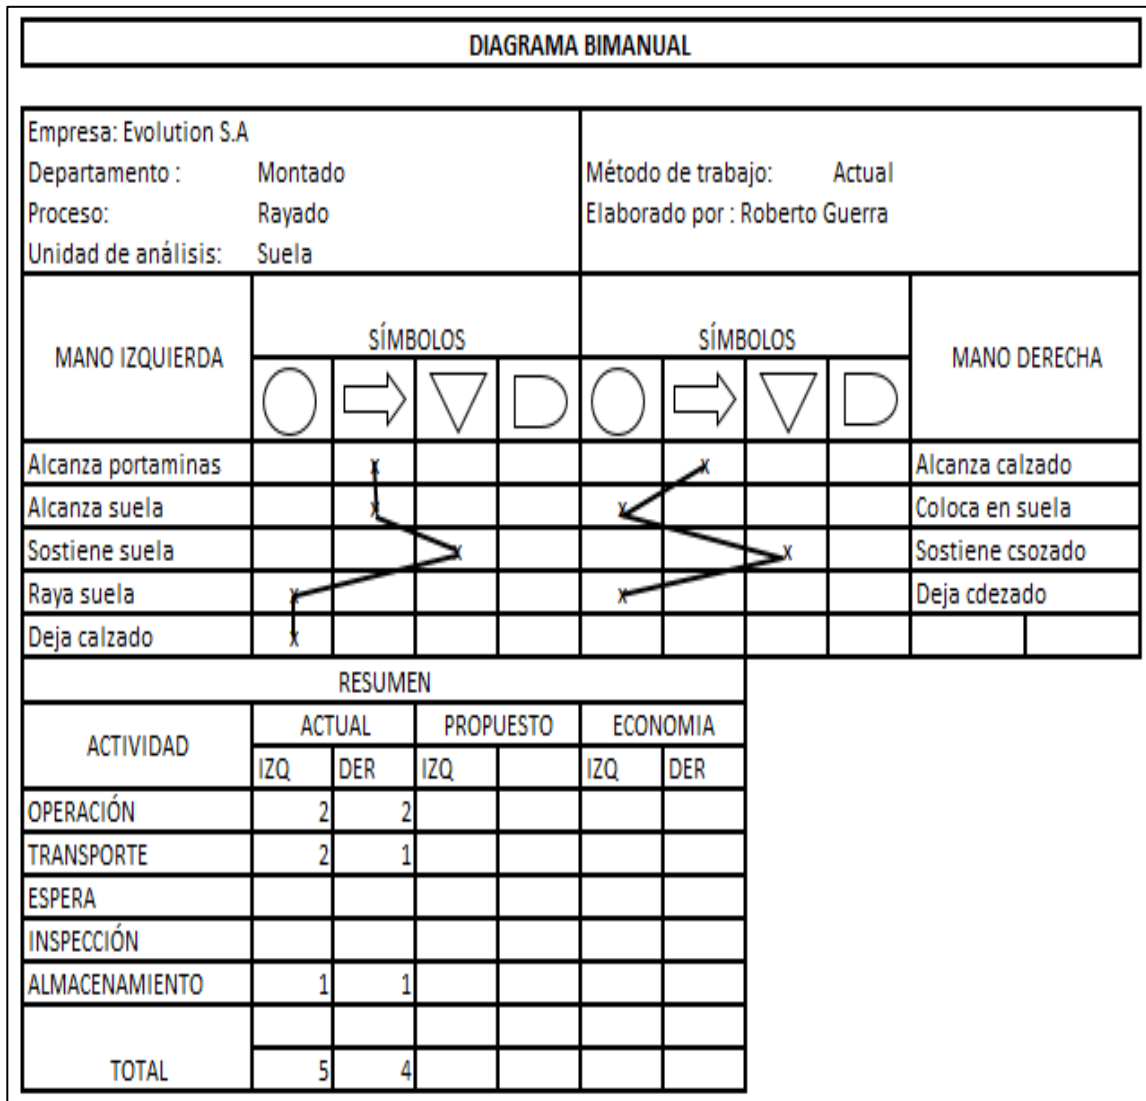 DIAGRAMA BIMANUAL
Empresa: Evolution S.A
Departamento : Montado
Proceso: Rayado
Unidad de análisis: Suela
Método de trabajo: Actual
Elaborado por : Roberto Guerra
MANO IZQUIERDA SÍMBOLOS SÍMBOLOS MANO DERECHA
Alcanza portaminas x x Alcanza calzado
Alcanza suela x x Coloca en suela
Sostiene suela x x Sostiene csozado
Raya suela x x Deja cdezado
Deja calzado x
RESUMEN
ACTIVIDAD ACTUAL PROPUESTO ECONOMIA
IZQ DER IZQ IZQ DER
OPERACIÓN 2 2
TRANSPORTE 2 1
ESPERA
INSPECCIÓN
ALMACENAMIENTO 1 1
TOTAL 5 4